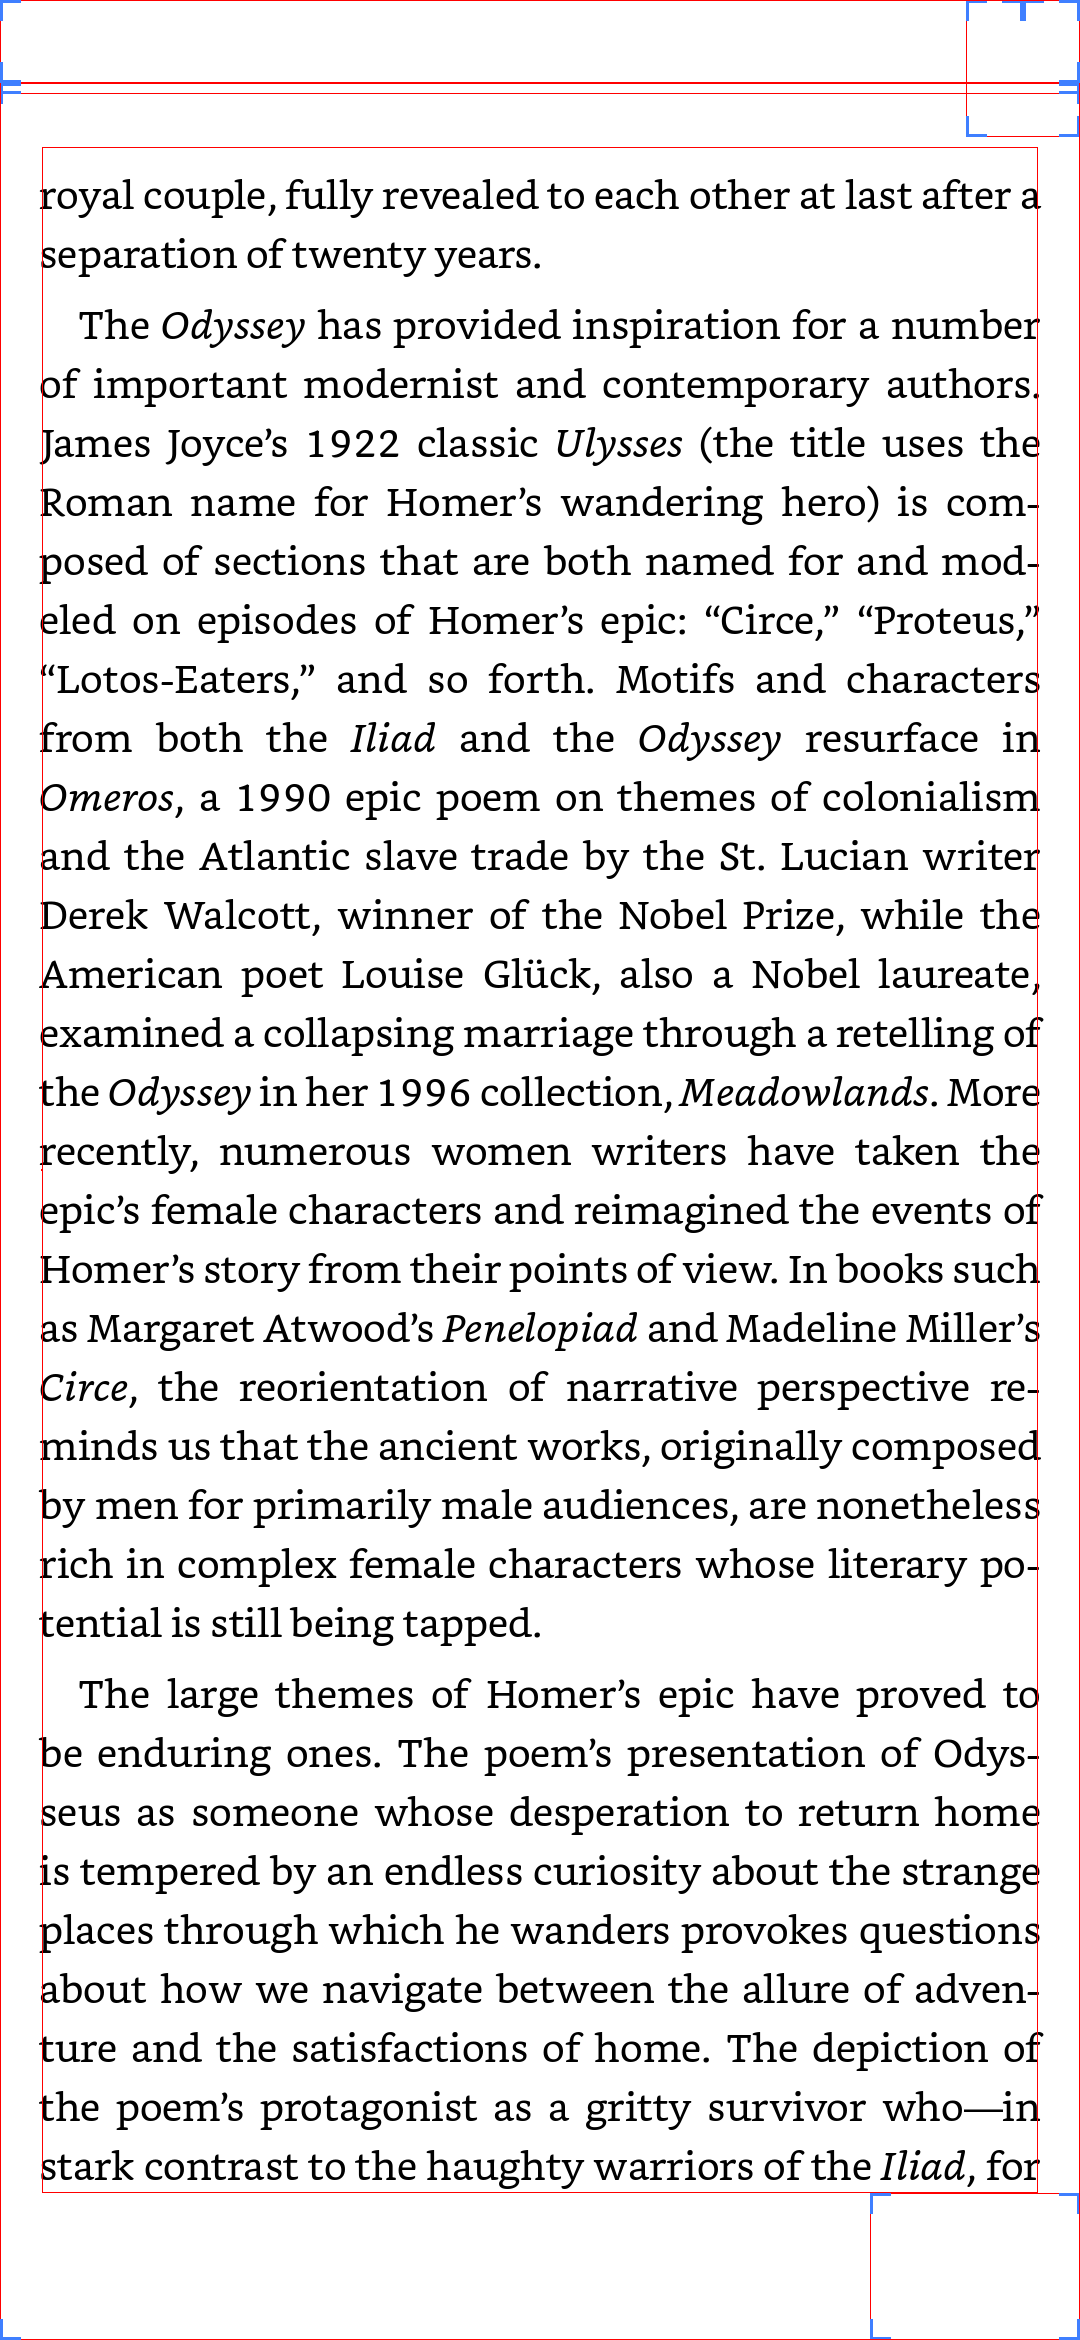 royal couple, fully revealed to each other at last after a
separation of twenty years.
The Odyssey has provided inspiration for a number
of important modernist and contemporary authors.
James Joyce’s 1922 classic Ulysses (the title uses the
Roman name for Homer’s wandering hero) is com-
posed of sections that are both named for and mod-
eled on episodes of Homer’s epic: “Circe,” “Proteus,”
“Lotos-Eaters,” and so forth. Motifs and characters
from both the Iliad and the Odyssey resurface in
Omeros, a 1990 epic poem on themes of colonialism
and the Atlantic slave trade by the St. Lucian writer
Derek Walcott, winner of the Nobel Prize, while the
American poet Louise Glück, also a Nobel laureate,
examined a collapsing marriage through a retelling of
the Odyssey in her 1996 collection, Meadowlands. More
recently, numerous women writers have taken the
epic’s female characters and reimagined the events of
Homer’s story from their points of view. In books such
as Margaret Atwood’s Penelopiad and Madeline Miller’s
Circe, the reorientation of narrative perspective re-
minds us that the ancient works, originally composed
by men for primarily male audiences, are nonetheless
rich in complex female characters whose literary po-
tential is still being tapped.
The large themes of Homer’s epic have proved to
be enduring ones. The poem’s presentation of Odys-
seus as someone whose desperation to return home
is tempered by an endless curiosity about the strange
places through which he wanders provokes questions
about how we navigate between the allure of adven-
ture and the satisfactions of home. The depiction of
the poem’s protagonist as a gritty survivor who—in
stark contrast to the haughty warriors of the Iliad, for